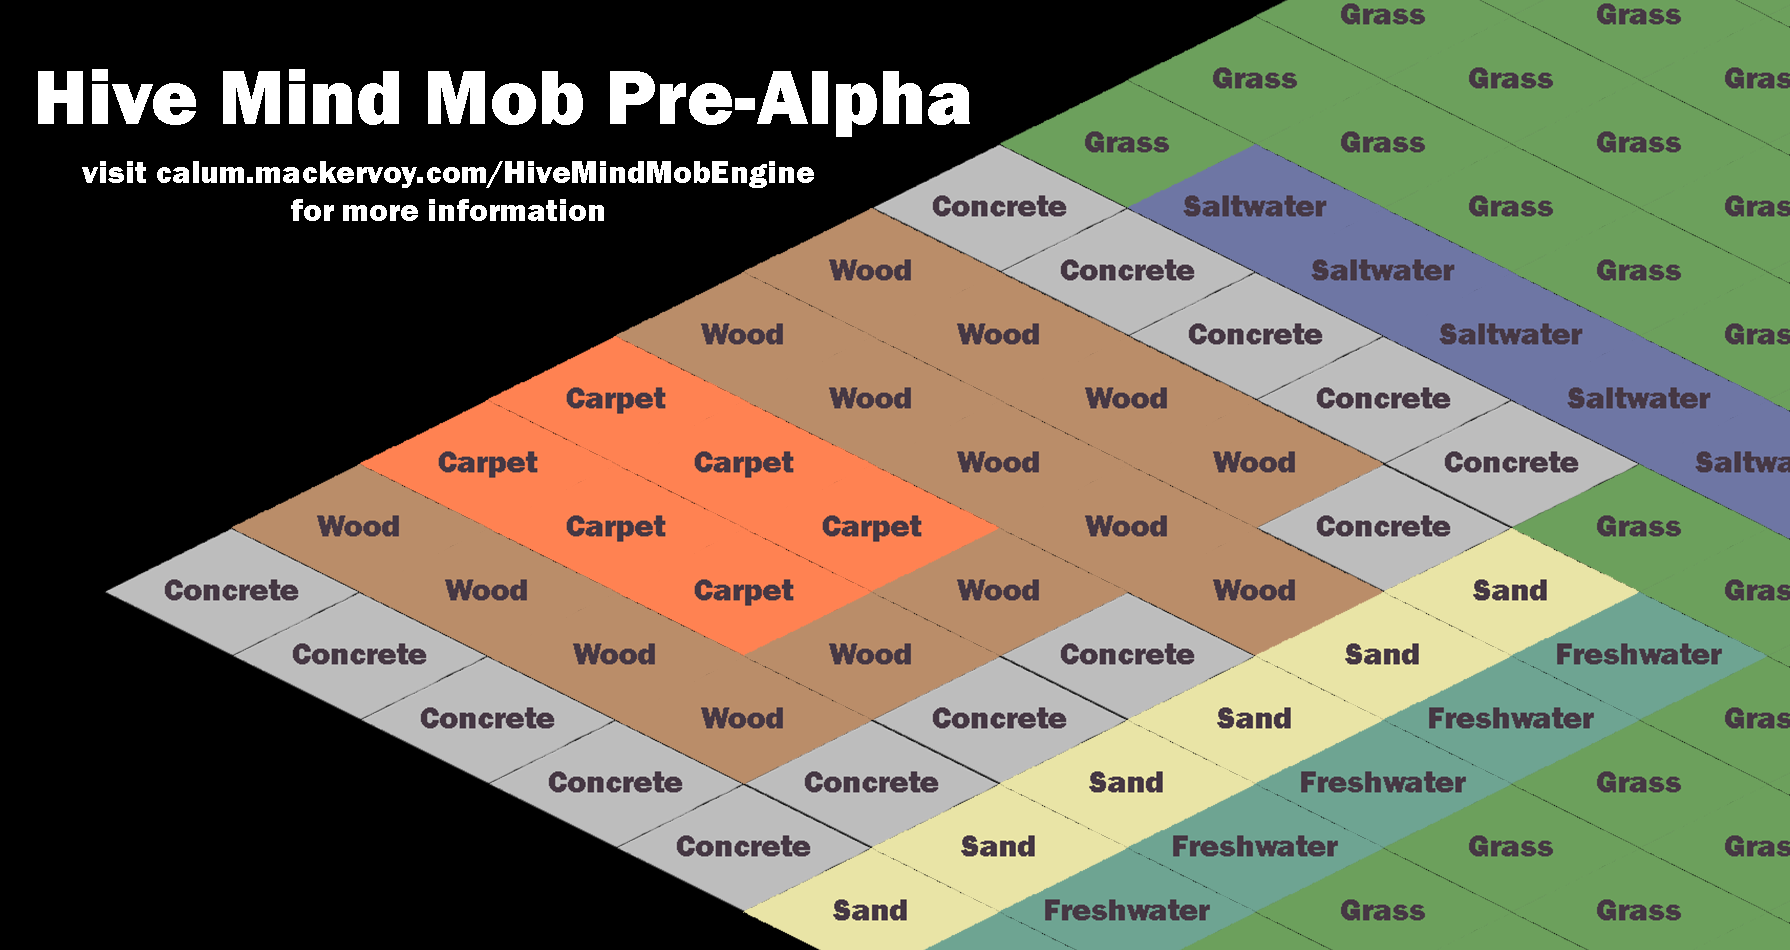 Hive Mind Mob Pre-Alpha
visit calum.mackervoy.com/HiveMindMobEngine
for more information
Grass Grass
Grass Grass Gras
Grass Grass Grass
Concrete Saltwater Grass Gras
Wood Concrete Saltwater Grass
Wood Wood Concrete Saltwater Gras
Carpet Wood Wood Concrete Saltwater
Carpet Carpet Wood Wood Concrete Saltwa
Wood Carpet Carpet Wood Concrete Grass
Concrete Wood Carpet Wood Wood Sand Gras
Concrete Wood Wood Concrete Sand Freshwater
Concrete Wood Concrete Sand Freshwater Gras
Concrete Concrete Sand Freshwater Grass
Concrete Sand Freshwater Grass Gras
Sand Freshwater Grass Grass